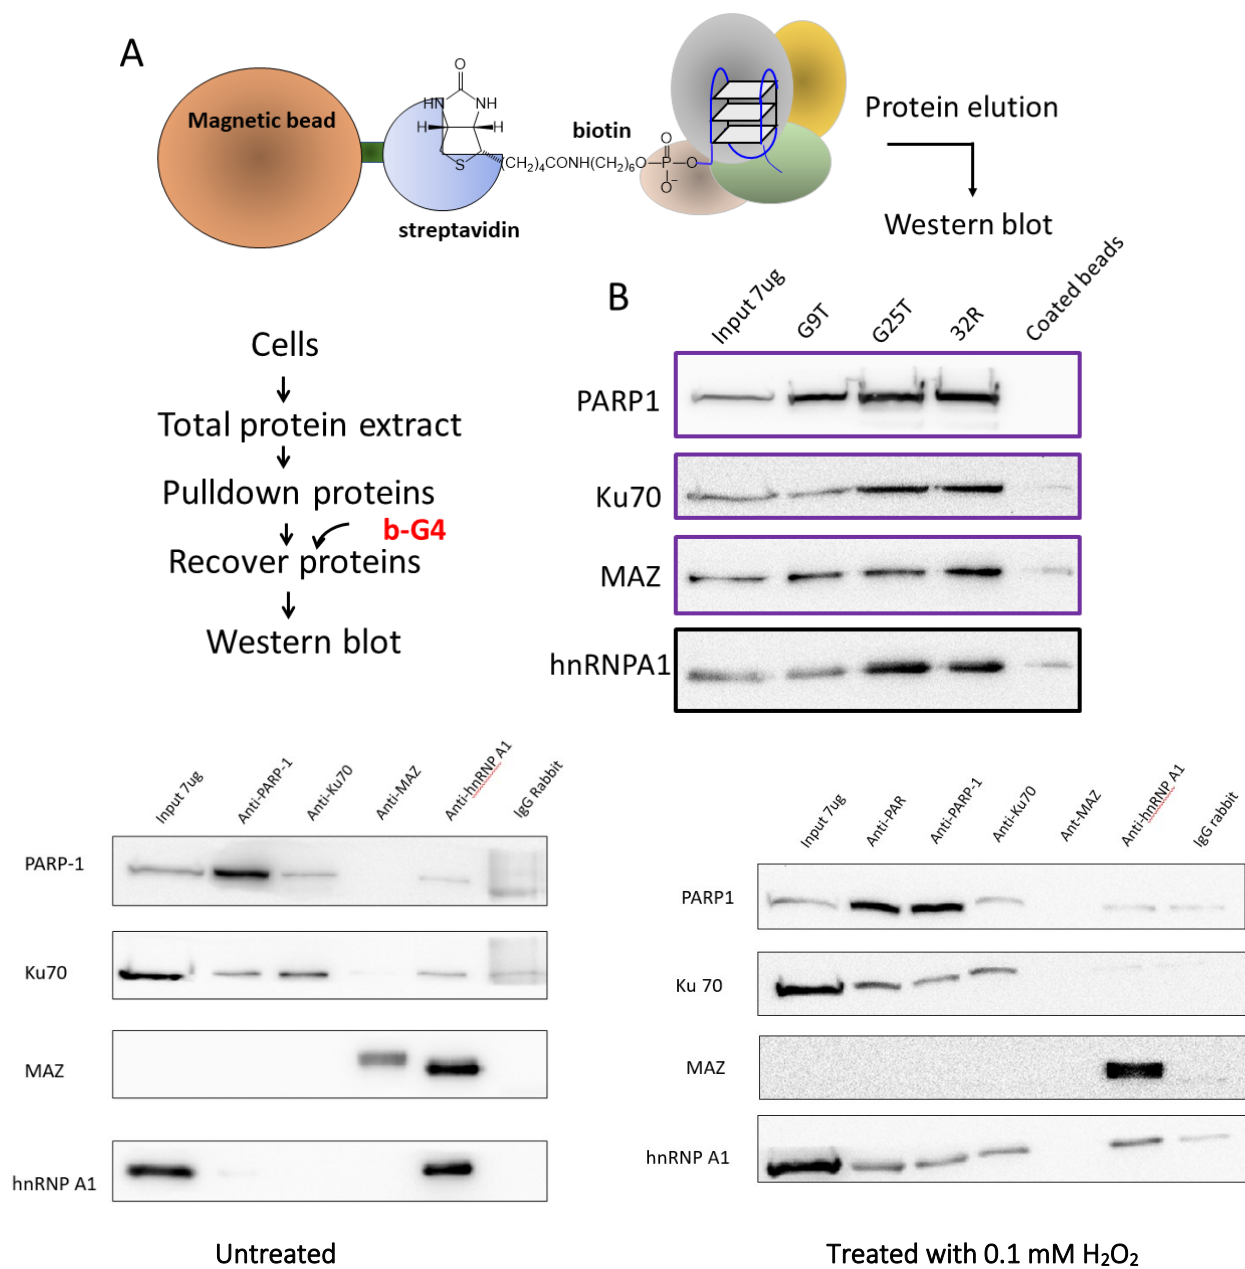 A
Magnetic bead
O
HN
NH
H
H
S
biotin
(CH₂)₄CONH(CH₂)₆O
O
P
O
O⁻
streptavidin
Protein elution
Western blot
Cells
Total protein extract
Pulldown proteins
b-G4
Recover proteins
Western blot
B
Input 7ug
G9T
G25T
32R
Coated beads
PARP1
Ku70
MAZ
hnRNPA1
Input 7ug
Anti-PARP-1
Anti-Ku70
Anti-MAZ
Anti-hnRNP A1
IgG Rabbit
PARP-1
Ku70
MAZ
hnRNP A1
Untreated
Input 7ug
Anti-PAR
Anti-PARP-1
Anti-Ku70
Ant-MAZ
Anti-hnRNP A1
IgG rabbit
PARP1
Ku 70
MAZ
hnRNP A1
Treated with 0.1 mM H₂O₂